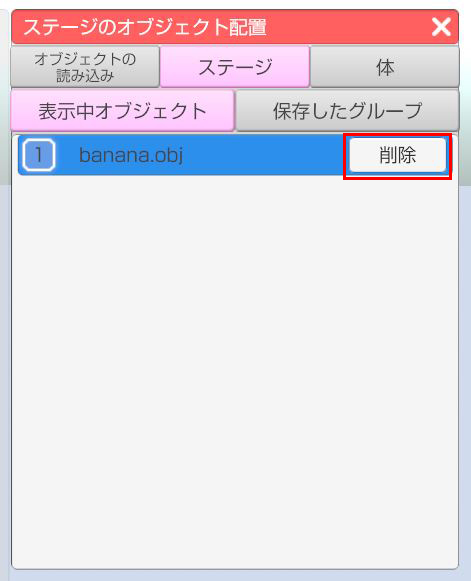 ステージのオブジェクト配置
オブジェクトの
読み込み
ステージ
体
表示中オブジェクト
保存したグループ
1
banana.obj
削除